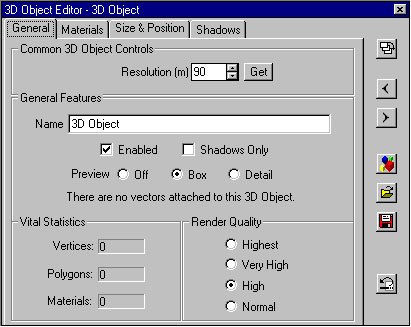 3D Object Editor - 3D Object
General Materials Size & Position Shadows
Common 3D Object Controls
Resolution (m) 90 Get
General Features
Name 3D Object
Enabled Shadows Only
Preview Off Box Detail
There are no vectors attached to this 3D Object.
Vital Statistics
Vertices: 0
Polygons: 0
Materials: 0
Render Quality
Highest
Very High
High
Normal